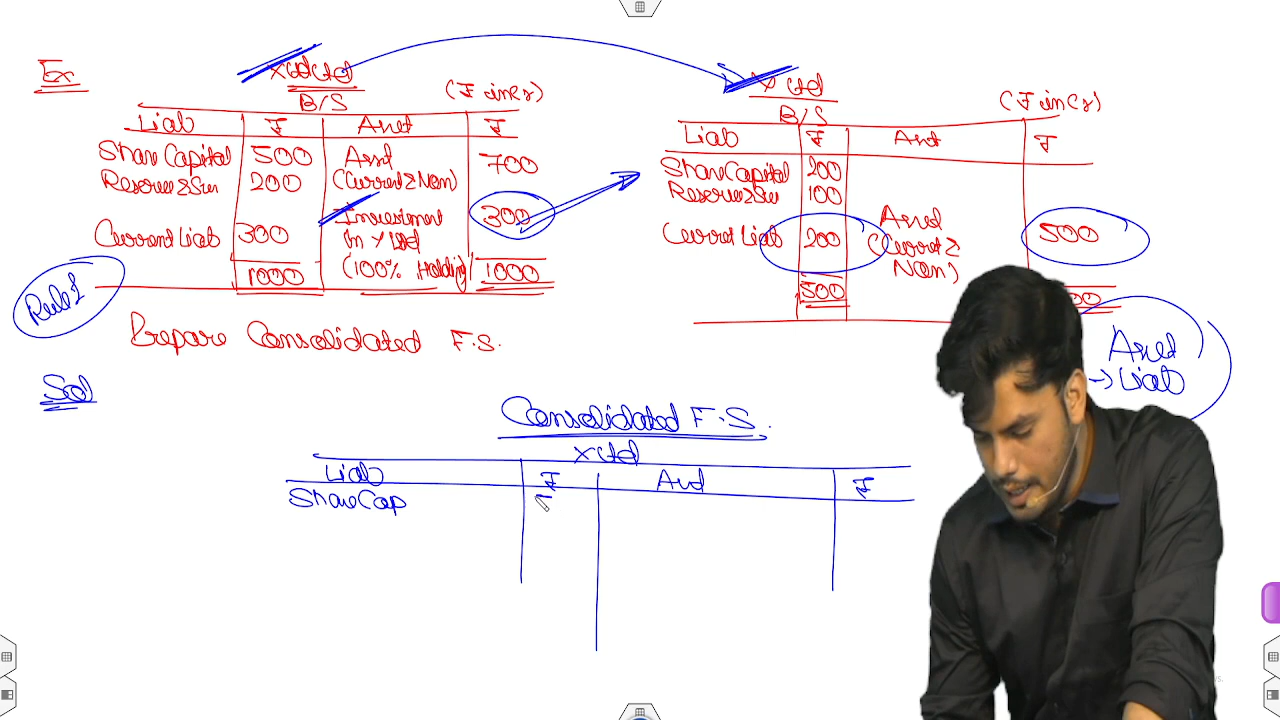 Ex
X Ltd Ltd
B/S
(₹ in Cr)
Liab ₹ Asset ₹
Share Capital 500 Asset 700
Reserve & Sur 200 (Current & Non)
Investment 300
Current Liab 300 In Y Ltd
1000 (100% Holding) 1000
Rule 1
Prepare Consolidated F.S.
Y Ltd
B/S
(₹ in Cr)
Liab ₹ Asset ₹
Share Capital 200
Reserve & Sur 100
Current Liab 200 Asset 500
(Current &
Non)
500
Asset
→ Liab
Sol
Consolidated F.S.
X Ltd
Liab ₹ Asset ₹
Share Cap